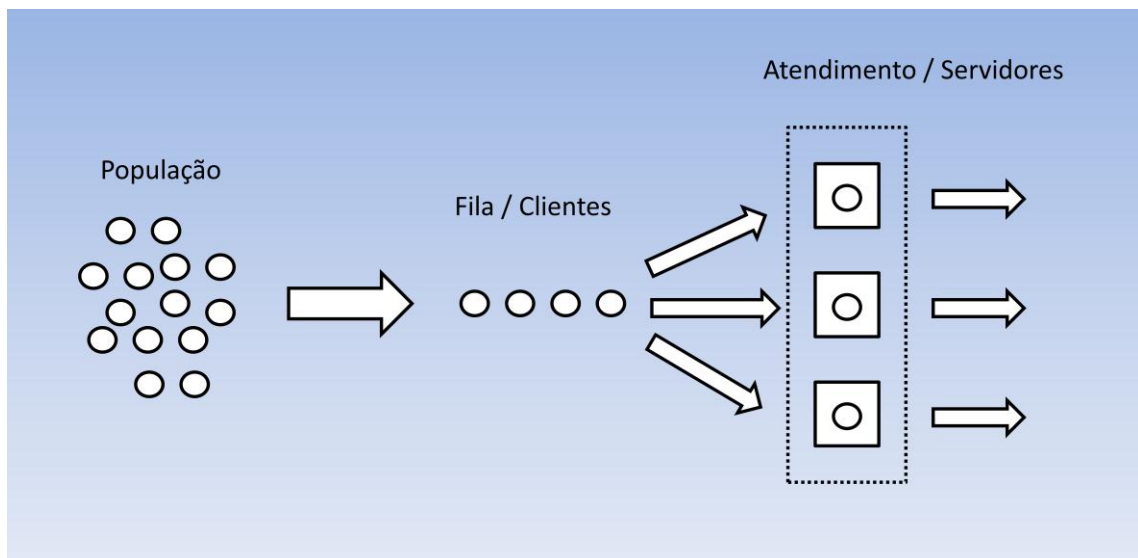 Atendimento / Servidores
População
Fila / Clientes